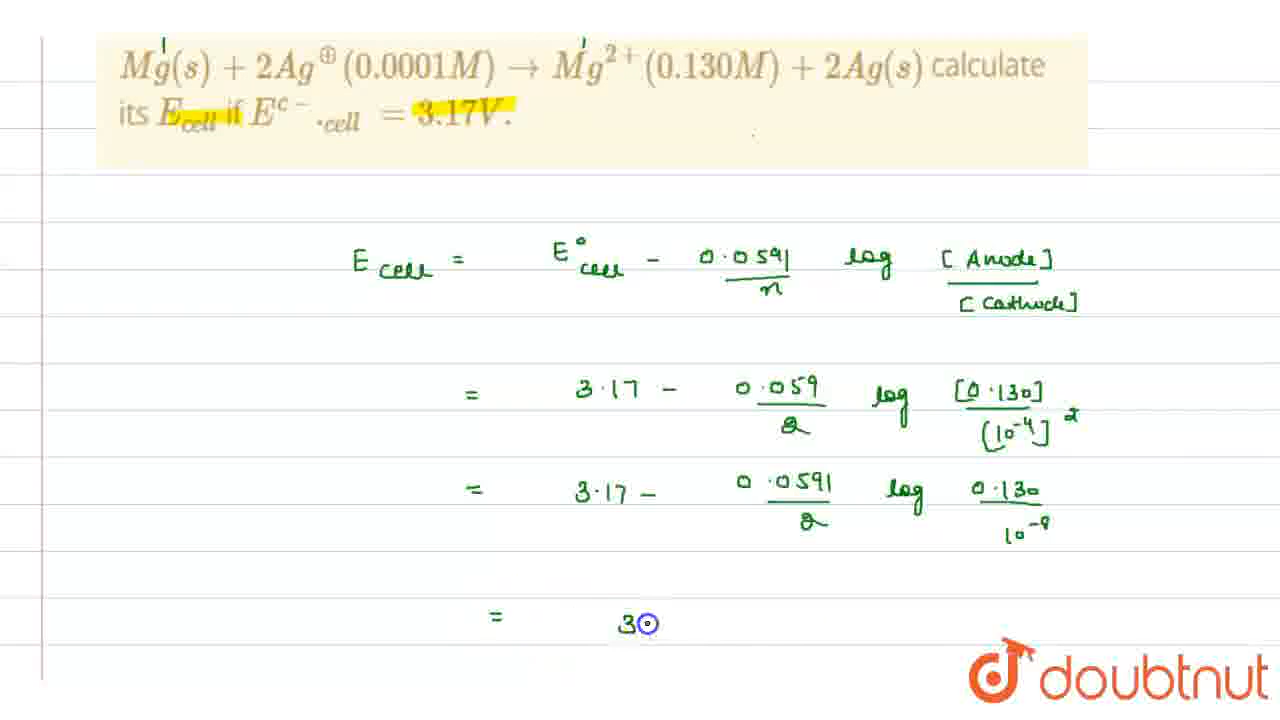 Mg(s) + 2Ag⊕(0.0001M) → Mg²⁺(0.130M) + 2Ag(s) calculate
its E_cell if E^{c−}._cell = 3.17V.
E cell = E° cell − 0.0591/n log [Anode]/[Cathode]
= 3.17 − 0.059/2 log [0.130]/[10⁻⁴]²
= 3.17 − 0.0591/2 log 0.130/10⁻⁸
= 3
doubtnut